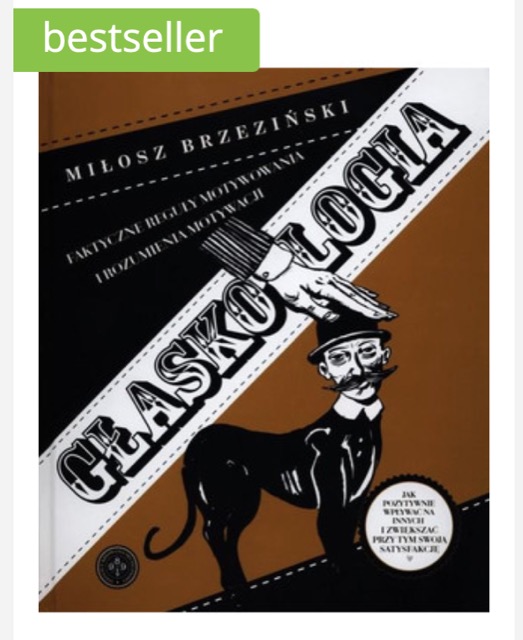 bestseller
MIŁOSZ BRZEZIŃSKI
FAKTYCZNE REGUŁY MOTYWOWANIA
I ROZUMIENIA MOTYWACJI
GŁASKOLOGIA
JAK
POZYTYWNIE
WPŁYWAĆ NA
INNYCH
I ZWIĘKSZAĆ
PRZY TYM SWOJĄ
SATYSFAKCJĘ